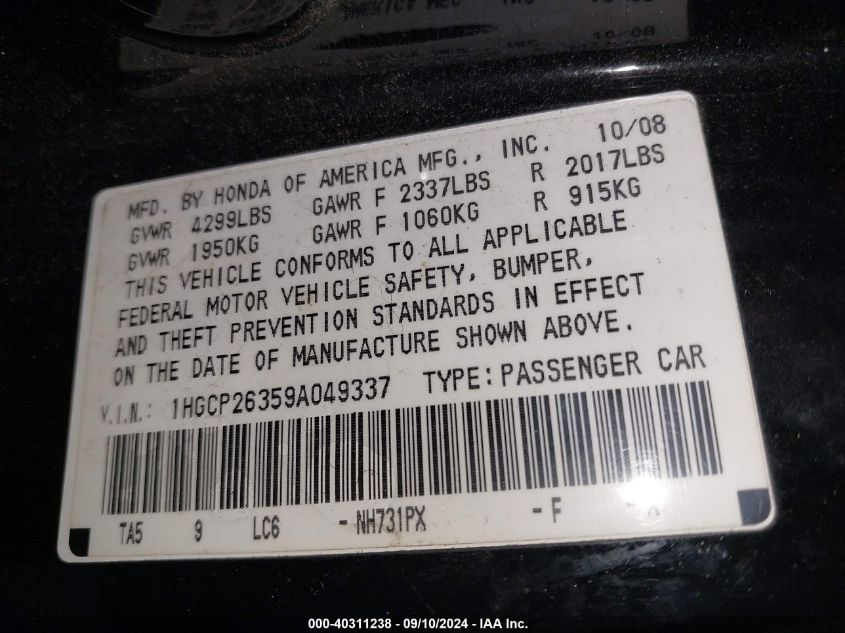 10/08
MFD. BY HONDA OF AMERICA MFG., INC. 10/08
GVWR 4299LBS GAWR F 2337LBS R 2017LBS
GVWR 1950KG GAWR F 1060KG R 915KG
THIS VEHICLE CONFORMS TO ALL APPLICABLE
FEDERAL MOTOR VEHICLE SAFETY, BUMPER,
AND THEFT PREVENTION STANDARDS IN EFFECT
ON THE DATE OF MANUFACTURE SHOWN ABOVE.
V.I.N.: 1HGCP26359A049337 TYPE:PASSENGER CAR
TA5 9 LC6 - NH731PX - F -
000-40311238 - 09/10/2024 - IAA Inc.